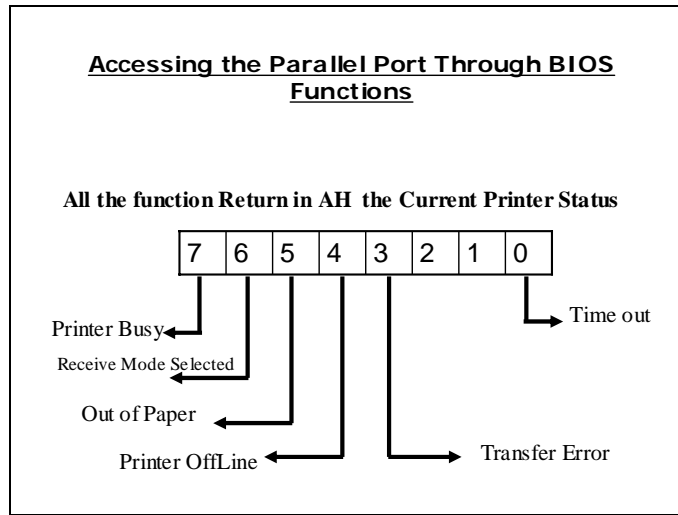 Accessing the Parallel Port Through BIOS
Functions
All the function Return in AH the Current Printer Status
7 6 5 4 3 2 1 0
Time out
Printer Busy
Receive Mode Selected
Out of Paper
Printer OffLine
Transfer Error